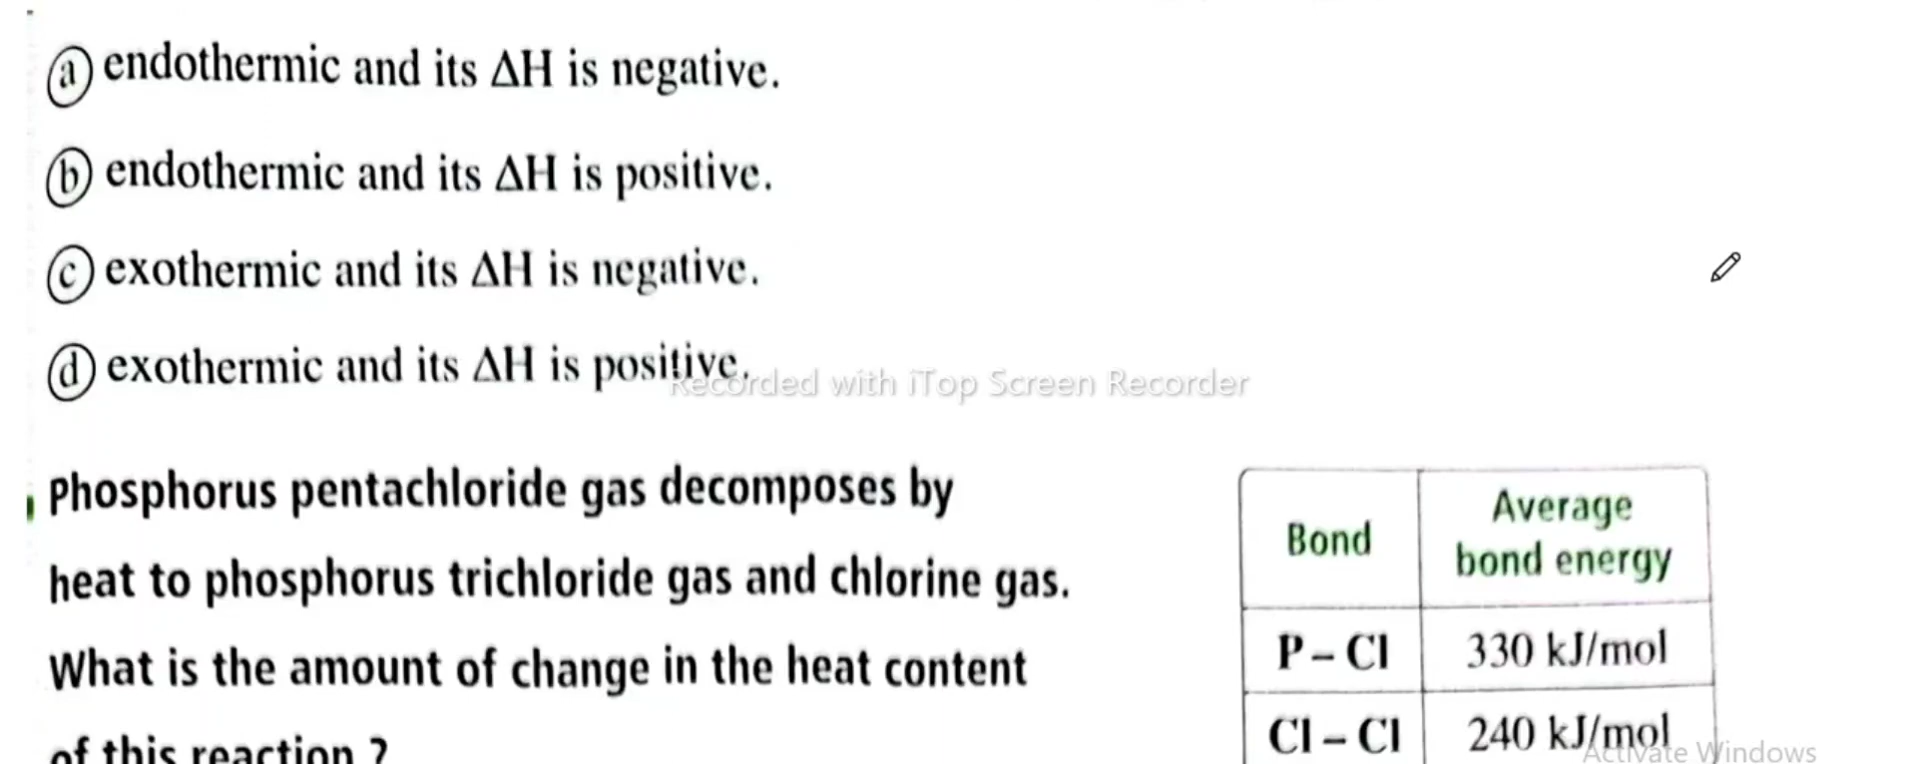 a endothermic and its ΔH is negative.
b endothermic and its ΔH is positive.
c exothermic and its ΔH is negative.
d exothermic and its ΔH is positive.
Recorded with iTop Screen Recorder
Phosphorus pentachloride gas decomposes by
heat to phosphorus trichloride gas and chlorine gas.
What is the amount of change in the heat content
of this reaction ?
Bond Average bond energy
P – Cl 330 kJ/mol
Cl – Cl 240 kJ/mol
Activate Windows